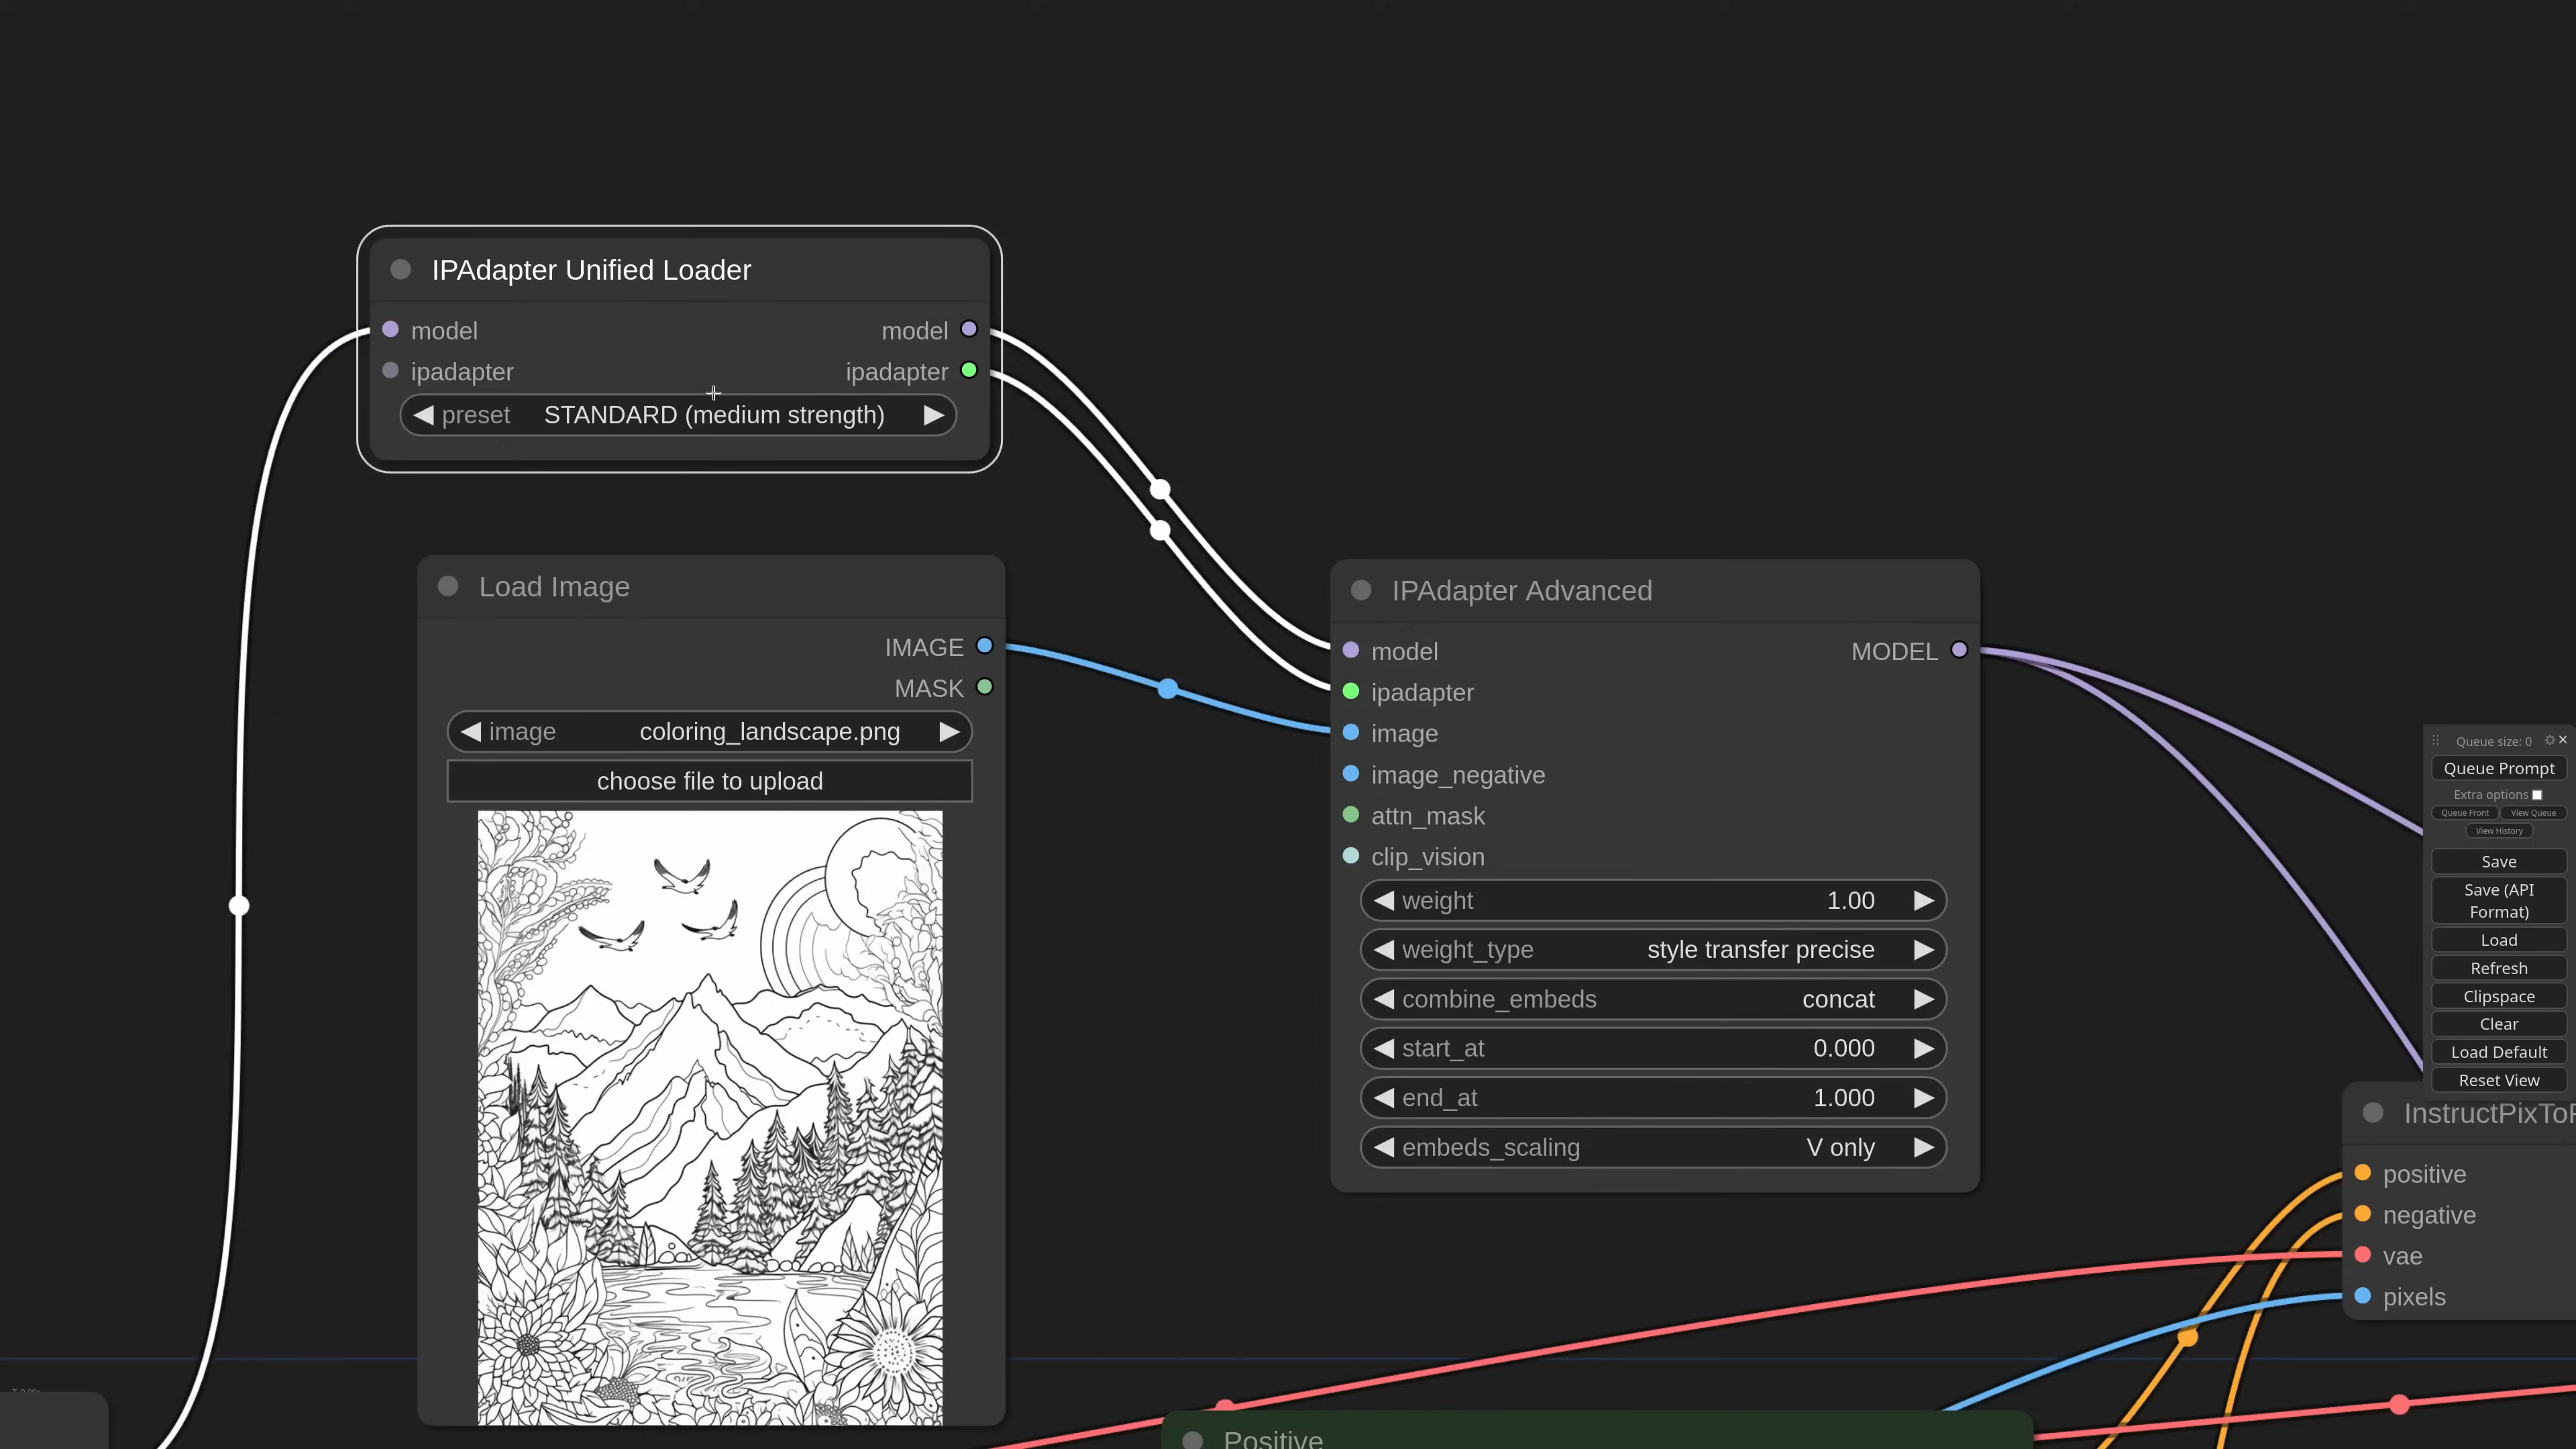 IPAdapter Unified Loader
model model
ipadapter ipadapter
preset STANDARD (medium strength)
Load Image
IMAGE
MASK
image coloring_landscape.png
choose file to upload
IPAdapter Advanced
model MODEL
ipadapter
image
image_negative
attn_mask
clip_vision
weight 1.00
weight_type style transfer precise
combine_embeds concat
start_at 0.000
end_at 1.000
embeds_scaling V only
Queue size: 0
Queue Prompt
Extra options
Queue Front View Queue
View History
Save
Save (API
Format)
Load
Refresh
Clipspace
Clear
Load Default
Reset View
InstructPixTo
positive
negative
vae
pixels
Positive